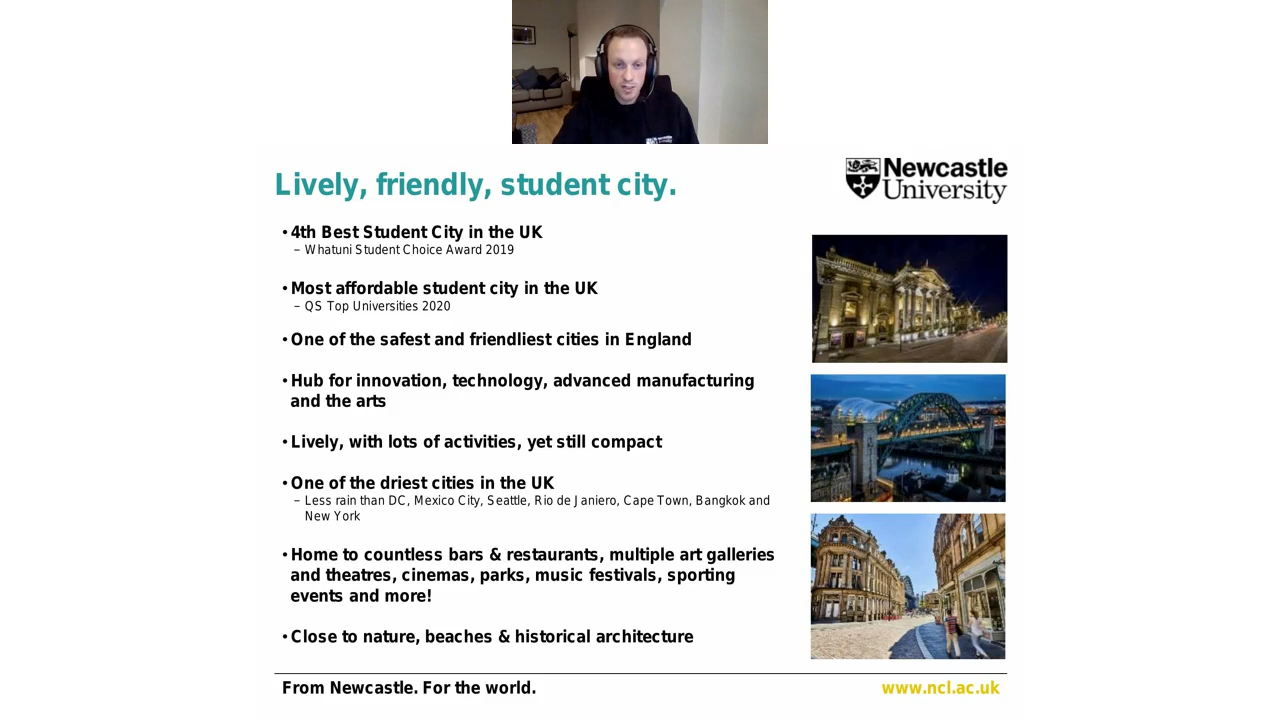 Lively, friendly, student city.
Newcastle
University
•4th Best Student City in the UK
– Whatuni Student Choice Award 2019
•Most affordable student city in the UK
– QS Top Universities 2020
•One of the safest and friendliest cities in England
•Hub for innovation, technology, advanced manufacturing
and the arts
•Lively, with lots of activities, yet still compact
•One of the driest cities in the UK
– Less rain than DC, Mexico City, Seattle, Rio de Janiero, Cape Town, Bangkok and
New York
•Home to countless bars & restaurants, multiple art galleries
and theatres, cinemas, parks, music festivals, sporting
events and more!
•Close to nature, beaches & historical architecture
From Newcastle. For the world.
www.ncl.ac.uk